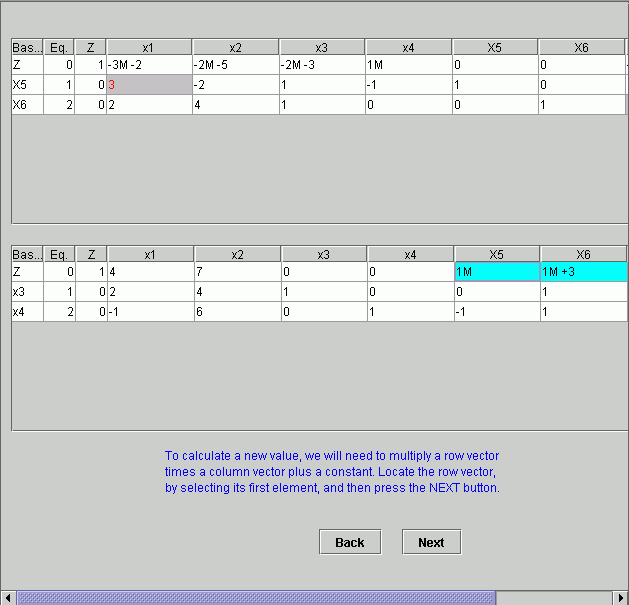 Bas... Eq. Z x1 x2 x3 x4 X5 X6
Z 0 1 -3M -2 -2M -5 -2M -3 1M 0 0
X5 1 0 3 -2 1 -1 1 0
X6 2 0 2 4 1 0 0 1
Bas... Eq. Z x1 x2 x3 x4 X5 X6
Z 0 1 4 7 0 0 1M 1M +3
x3 1 0 2 4 1 0 0 1
x4 2 0 -1 6 0 1 -1 1
To calculate a new value, we will need to multiply a row vector
times a column vector plus a constant. Locate the row vector,
by selecting its first element, and then press the NEXT button.
Back Next